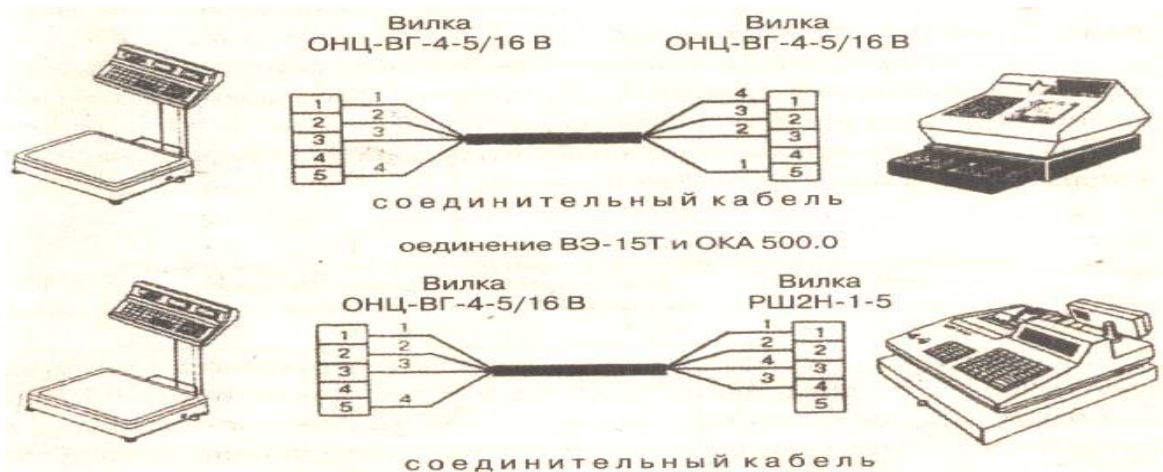 Вилка Вилка
ОНЦ-ВГ-4-5/16 В ОНЦ-ВГ-4-5/16 В
1 1 4 1
2 2 3 2
3 3 2 3
4 4
5 4 1 5
соединительный кабель
оединение ВЭ-15Т и ОКА 500.0
Вилка Вилка
ОНЦ-ВГ-4-5/16 В РШ2Н-1-5
1 1 1 1
2 2 2 2
3 3 4 3
4 3 4
5 4 5
соединительный кабель